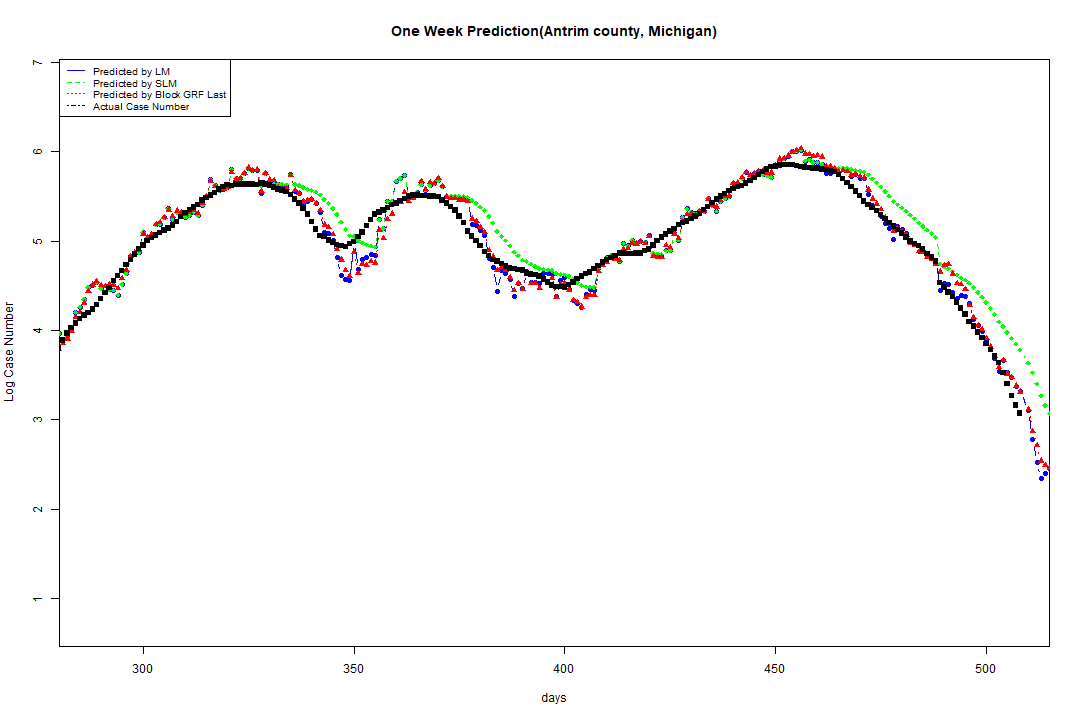 One Week Prediction(Antrim county, Michigan)
Predicted by LM
Predicted by SLM
Predicted by Block GRF Last
Actual Case Number
7
6
5
4
3
2
1
Log Case Number
300 350 400 450 500
days